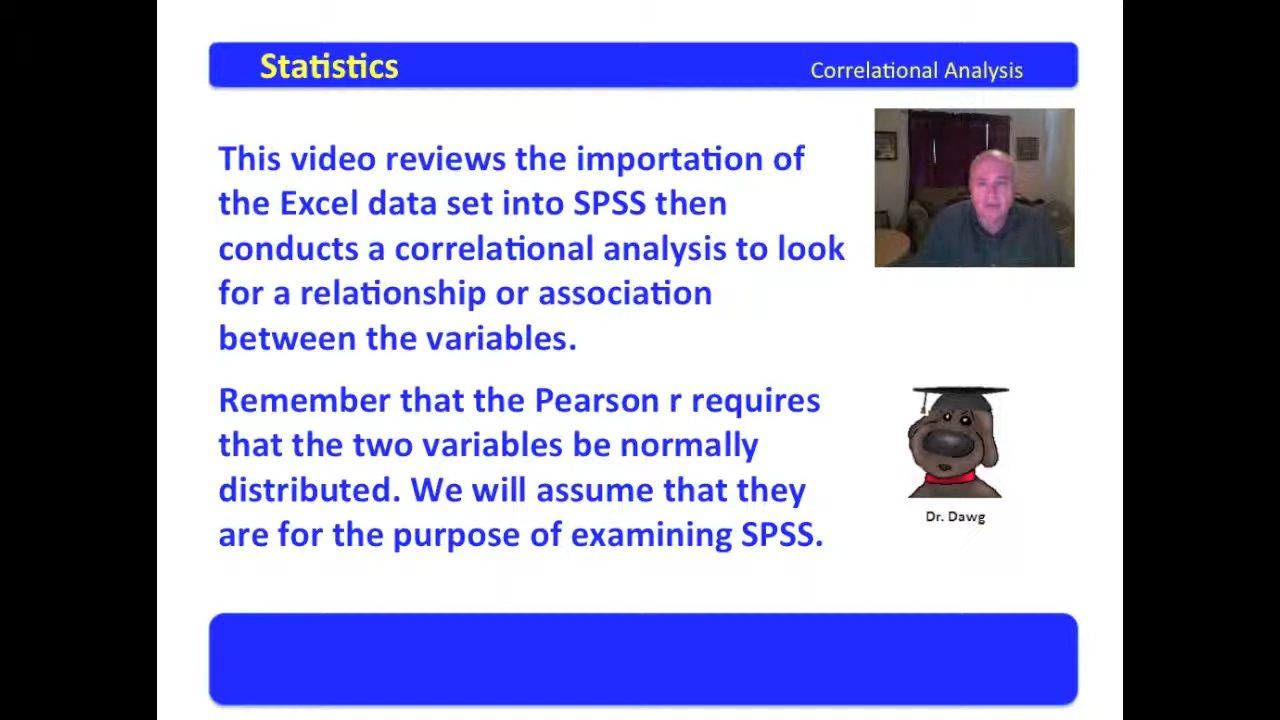 Statistics
Correlational Analysis
This video reviews the importation of
the Excel data set into SPSS then
conducts a correlational analysis to look
for a relationship or association
between the variables.
Remember that the Pearson r requires
that the two variables be normally
distributed. We will assume that they
are for the purpose of examining SPSS.
Dr. Dawg